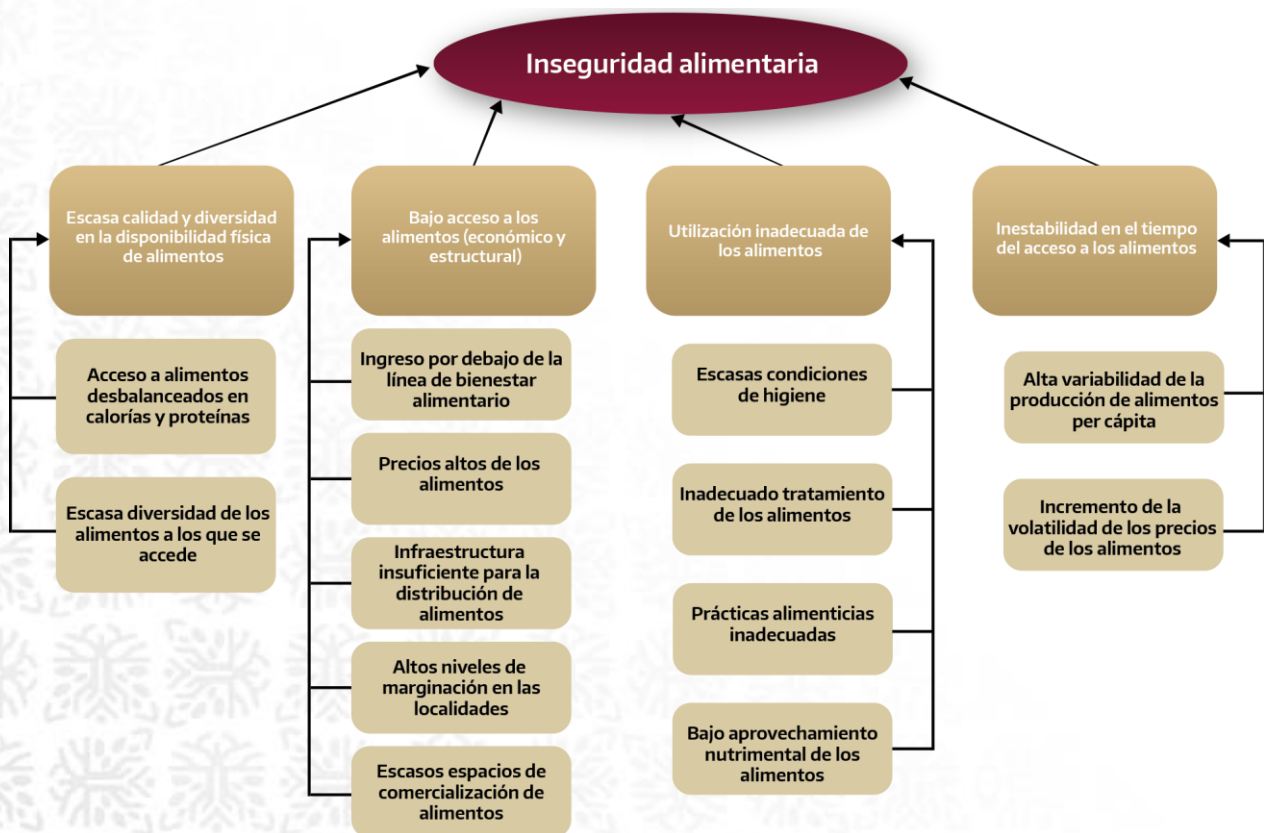 Inseguridad alimentaria
Escasa calidad y diversidad
en la disponibilidad física
de alimentos
Acceso a alimentos
desbalanceados en
calorías y proteínas
Escasa diversidad de los
alimentos a los que se
accede
Bajo acceso a los
alimentos (económico y
estructural)
Ingreso por debajo de la
línea de bienestar
alimentario
Precios altos de los
alimentos
Infraestructura
insuficiente para la
distribución de
alimentos
Altos niveles de
marginación en las
localidades
Escasos espacios de
comercialización de
alimentos
Utilización inadecuada de
los alimentos
Escasas condiciones
de higiene
Inadecuado tratamiento
de los alimentos
Prácticas alimenticias
inadecuadas
Bajo aprovechamiento
nutrimental de los
alimentos
Inestabilidad en el tiempo
del acceso a los alimentos
Alta variabilidad de la
producción de alimentos
per cápita
Incremento de la
volatilidad de los precios
de los alimentos